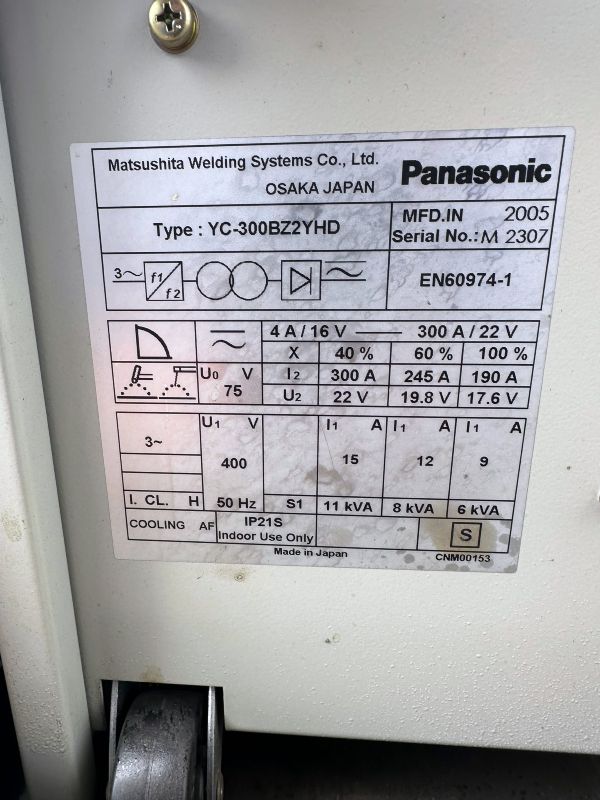 Matsushita Welding Systems Co., Ltd.
OSAKA JAPAN
Panasonic
Type : YC-300BZ2YHD
MFD.IN 2005
Serial No.: M 2307
3~ f1 f2
EN60974-1
4 A / 16 V — 300 A / 22 V
X 40 % 60 % 100 %
U0 V I2 300 A 245 A 190 A
75 U2 22 V 19.8 V 17.6 V
3~ U1 V I1 A I1 A I1 A
400 15 12 9
I. CL. H 50 Hz S1 11 kVA 8 kVA 6 kVA
COOLING AF IP21S
Indoor Use Only
S
Made in Japan
CNM00153